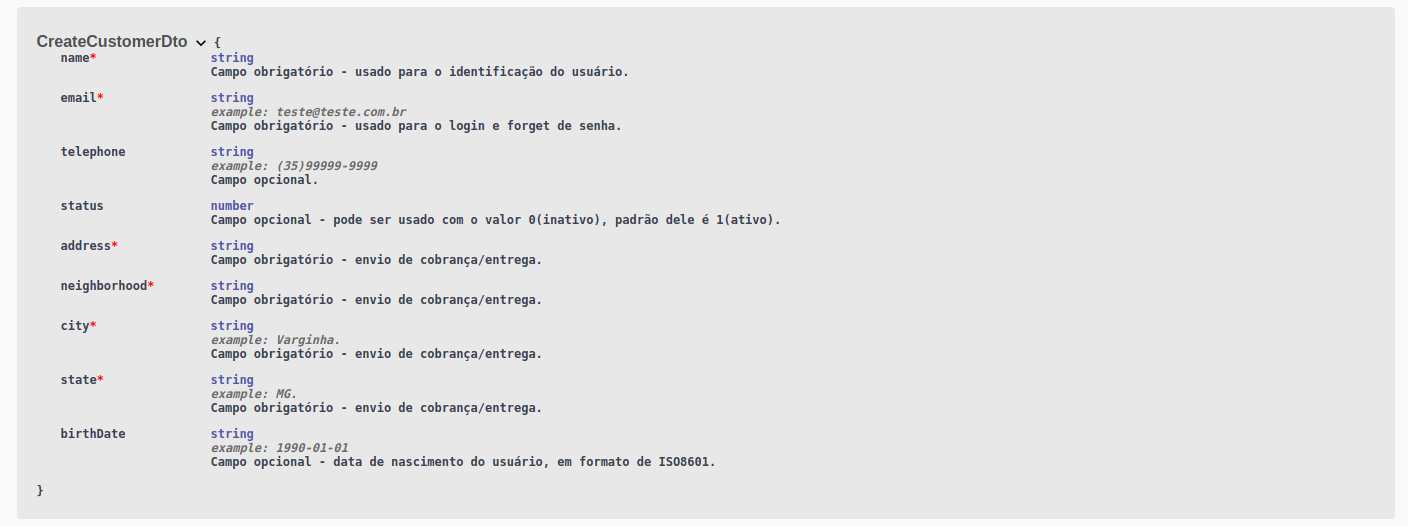 CreateCustomerDto {
name* string
Campo obrigatório - usado para o identificação do usuário.
email* string
example: teste@teste.com.br
Campo obrigatório - usado para o login e forget de senha.
telephone string
example: (35)99999-9999
Campo opcional.
status number
Campo opcional - pode ser usado com o valor 0(inativo), padrão dele é 1(ativo).
address* string
Campo obrigatório - envio de cobrança/entrega.
neighborhood* string
Campo obrigatório - envio de cobrança/entrega.
city* string
example: Varginha.
Campo obrigatório - envio de cobrança/entrega.
state* string
example: MG.
Campo obrigatório - envio de cobrança/entrega.
birthDate string
example: 1990-01-01
Campo opcional - data de nascimento do usuário, em formato de ISO8601.
}